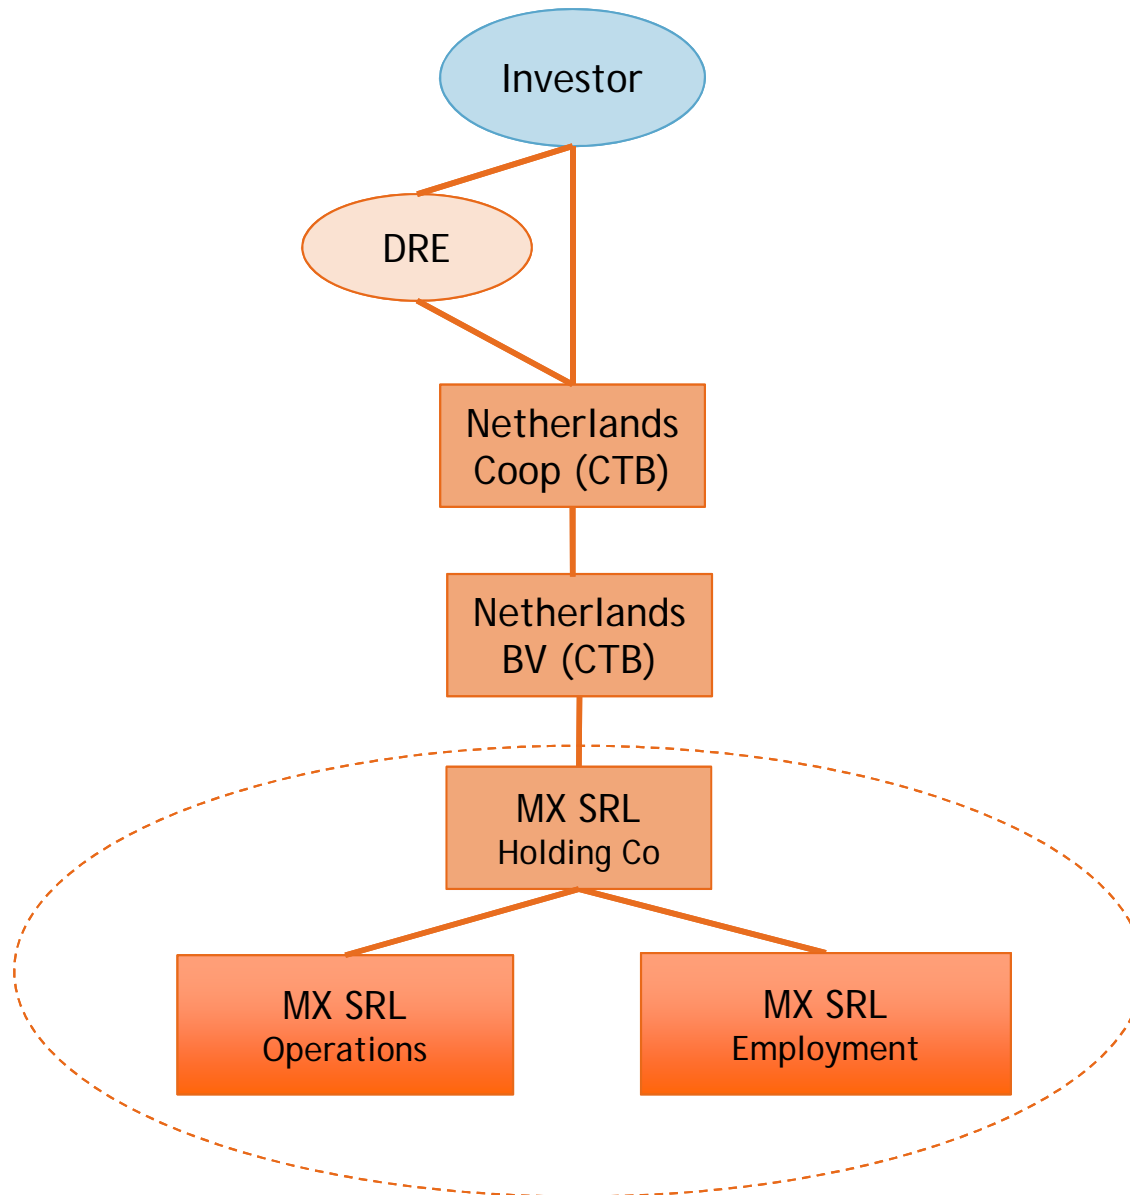 Investor
DRE
Netherlands
Coop (CTB)
Netherlands
BV (CTB)
MX SRL
Holding Co
MX SRL
Operations
MX SRL
Employment